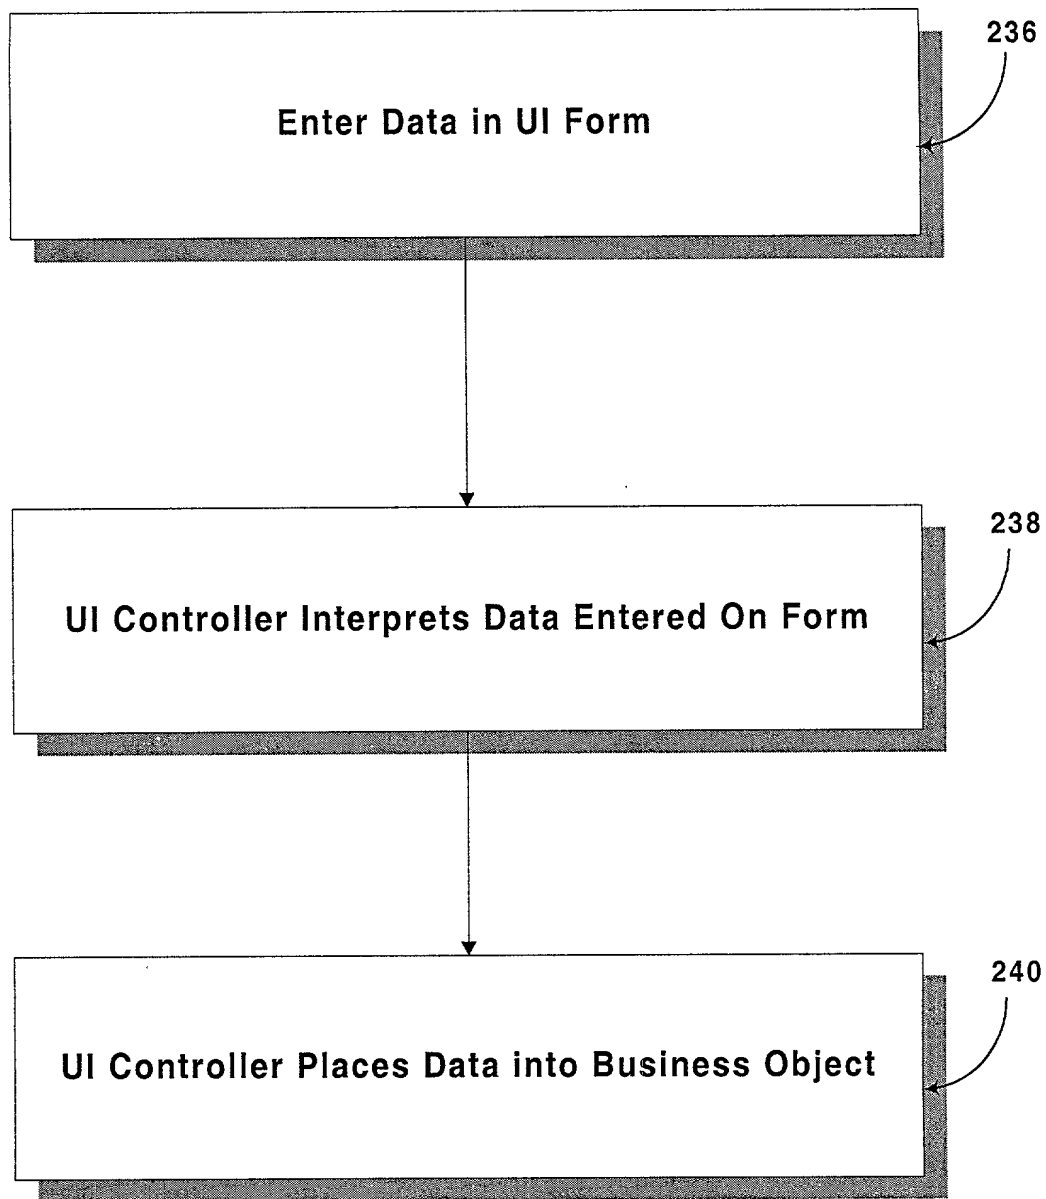 236
Enter Data in UI Form
238
UI Controller Interprets Data Entered On Form
240
UI Controller Places Data into Business Object